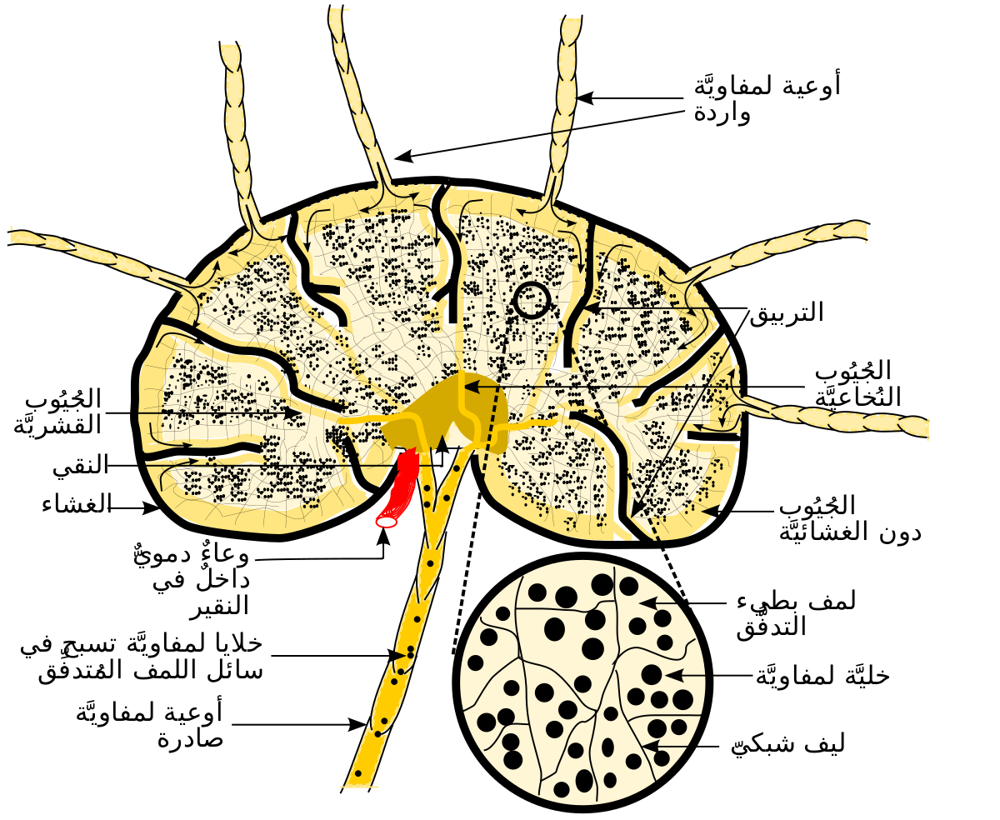 أوعية لمفاويَّة
واردة
التربيق
الجُيُوب
النُخاعيَّة
الجُيُوب
القشريَّة
النقي
الغشاء
الجُيُوب
دون الغشائيَّة
وعاءٌ دمويٌّ
داخلٌ في
النقير
لمف بطيء
التدفُّق
خلايا لمفاويَّة تسبح في
سائل اللمف المُتدفِّق
خليَّة لمفاويَّة
أوعية لمفاويَّة
صادرة
ليف شبكيّ